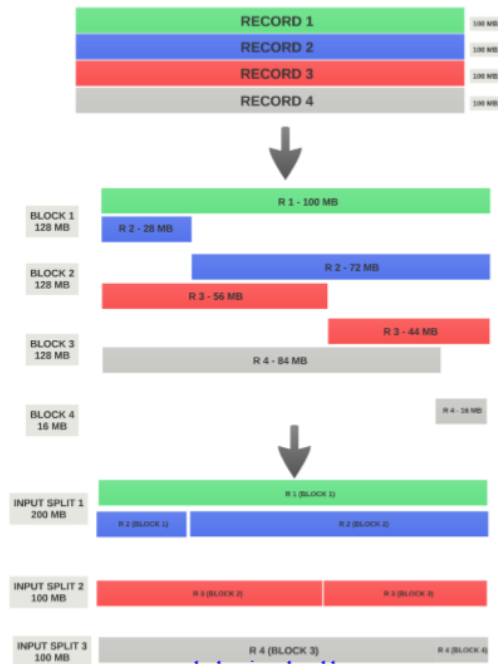 RECORD 1
100 MB
RECORD 2
100 MB
RECORD 3
100 MB
RECORD 4
100 MB
BLOCK 1
128 MB
R 1 - 100 MB
R 2 - 28 MB
BLOCK 2
128 MB
R 2 - 72 MB
R 3 - 56 MB
BLOCK 3
128 MB
R 3 - 44 MB
R 4 - 84 MB
BLOCK 4
16 MB
R 4 - 16 MB
INPUT SPLIT 1
200 MB
R 1 (BLOCK 1)
R 2 (BLOCK 1)
R 2 (BLOCK 2)
INPUT SPLIT 2
100 MB
R 3 (BLOCK 2)
R 3 (BLOCK 3)
INPUT SPLIT 3
100 MB
R 4 (BLOCK 3)
R 4 (BLOCK 4)